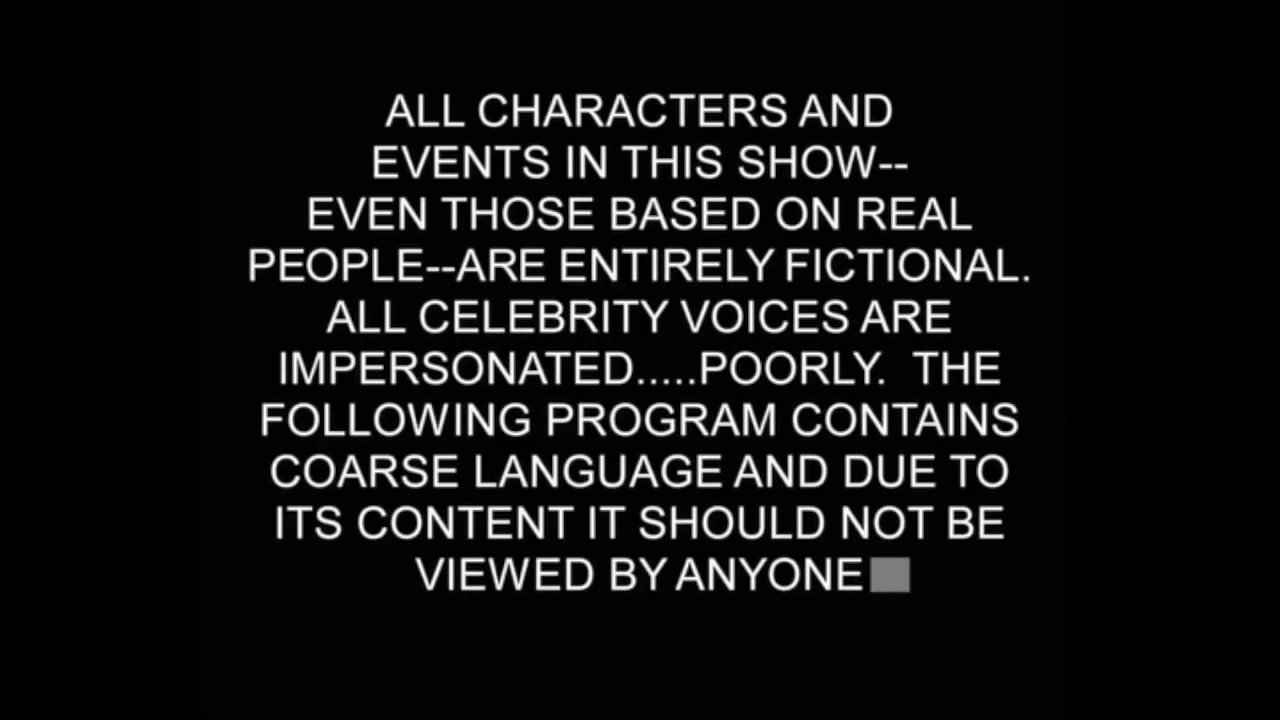 ALL CHARACTERS AND
EVENTS IN THIS SHOW--
EVEN THOSE BASED ON REAL
PEOPLE--ARE ENTIRELY FICTIONAL.
ALL CELEBRITY VOICES ARE
IMPERSONATED.....POORLY.  THE
FOLLOWING PROGRAM CONTAINS
COARSE LANGUAGE AND DUE TO
ITS CONTENT IT SHOULD NOT BE
VIEWED BY ANYONE